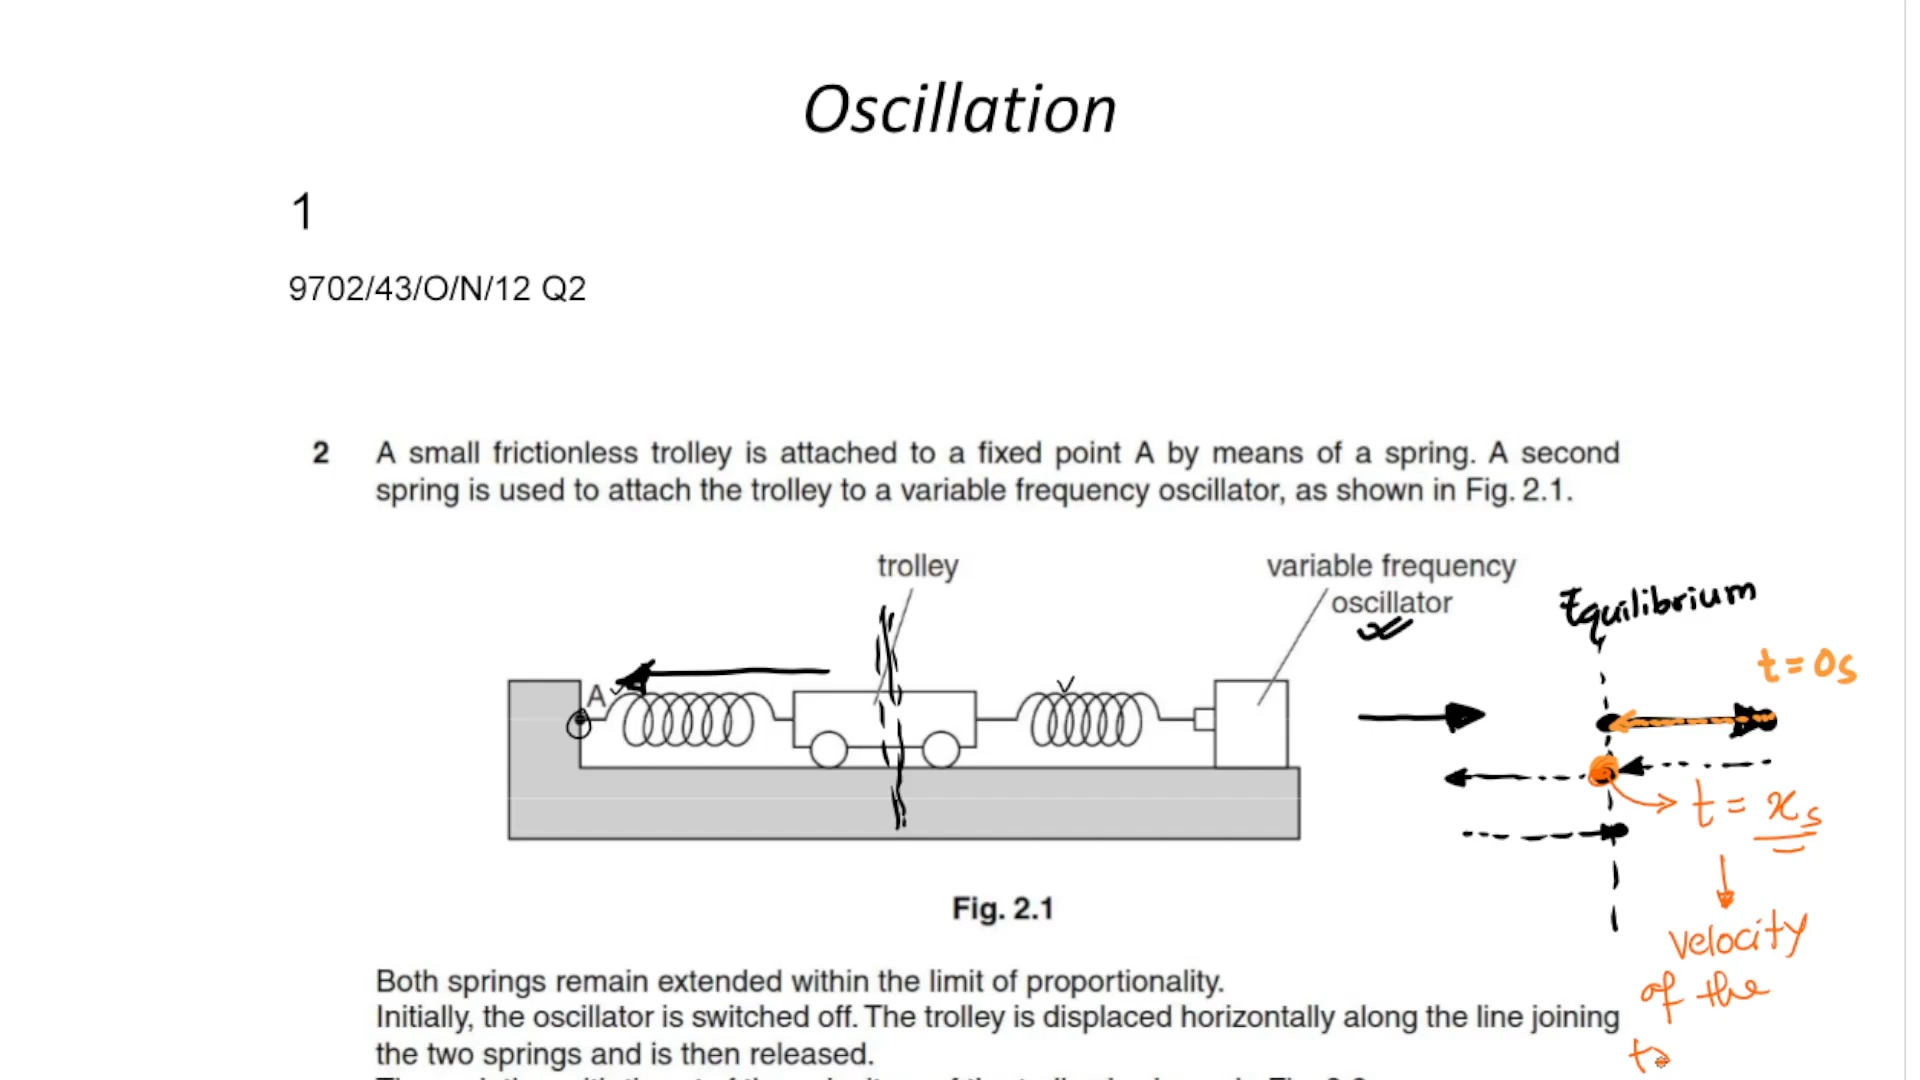 Oscillation
1
9702/43/O/N/12 Q2
2 A small frictionless trolley is attached to a fixed point A by means of a spring. A second
spring is used to attach the trolley to a variable frequency oscillator, as shown in Fig. 2.1.
trolley
variable frequency
oscillator
Equilibrium
t = 0s
A
t = x s
velocity
of the
Fig. 2.1
Both springs remain extended within the limit of proportionality.
Initially, the oscillator is switched off. The trolley is displaced horizontally along the line joining
the two springs and is then released.